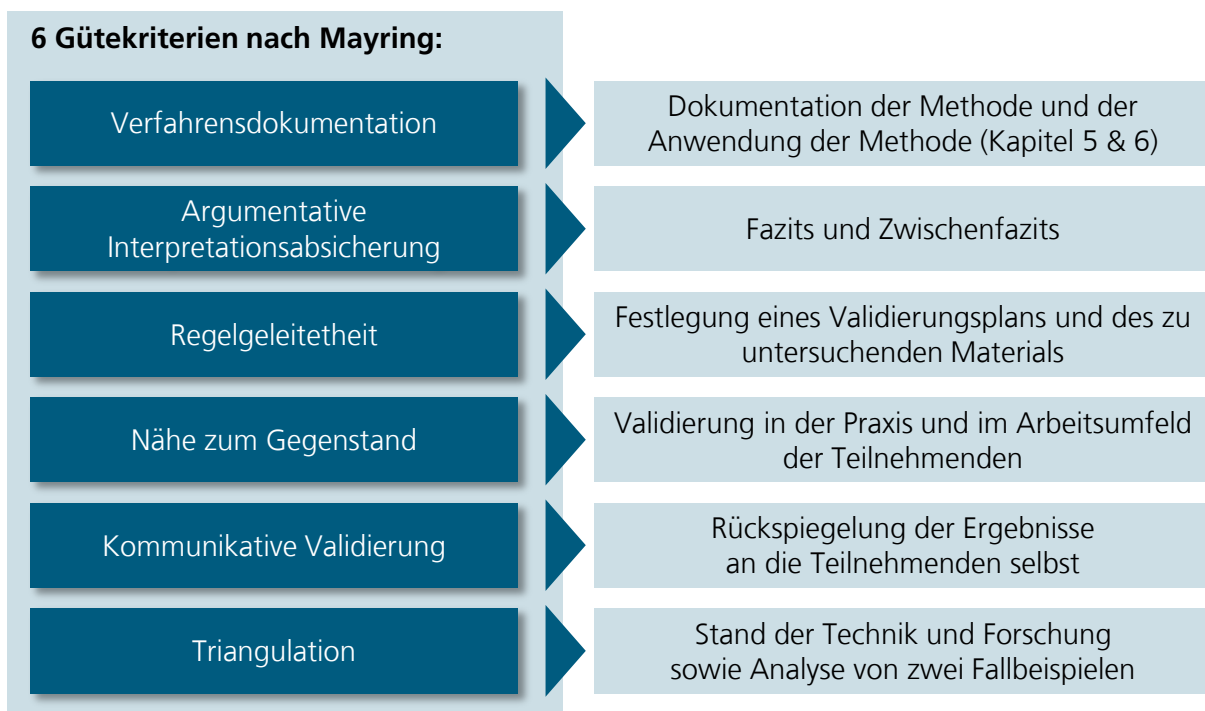 6 Gütekriterien nach Mayring:
Verfahrensdokumentation
Dokumentation der Methode und der
Anwendung der Methode (Kapitel 5 & 6)
Argumentative
Interpretationsabsicherung
Fazits und Zwischenfazits
Regelgeleitetheit
Festlegung eines Validierungsplans und des zu
untersuchenden Materials
Nähe zum Gegenstand
Validierung in der Praxis und im Arbeitsumfeld
der Teilnehmenden
Kommunikative Validierung
Rückspiegelung der Ergebnisse
an die Teilnehmenden selbst
Triangulation
Stand der Technik und Forschung
sowie Analyse von zwei Fallbeispielen